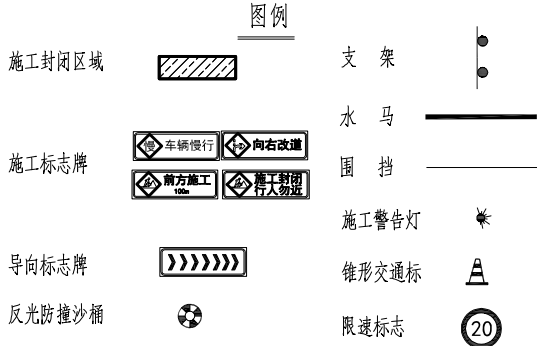 图例
施工封闭区域
施工标志牌
慢 车辆慢行
向右改道
前方施工
100m
施工封闭
行人勿近
导向标志牌
反光防撞沙桶
支架
水马
围挡
施工警告灯
锥形交通标
限速标志
20